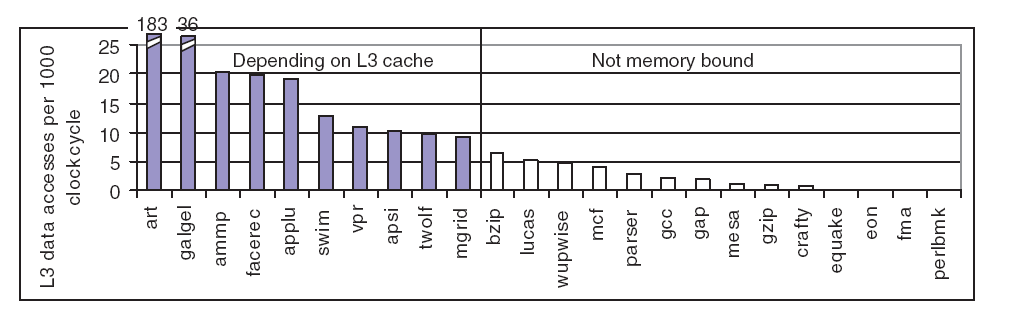 183 36
L3 data accesses per 1000
clockcycle
25
20
15
10
5
0
Depending on L3 cache
Not memory bound
art
galgel
ammp
facerec
applu
swim
vpr
apsi
twolf
mgrid
bzip
lucas
wupwise
mcf
parser
gcc
gap
mesa
gzip
crafty
equake
eon
fma
perlbmk